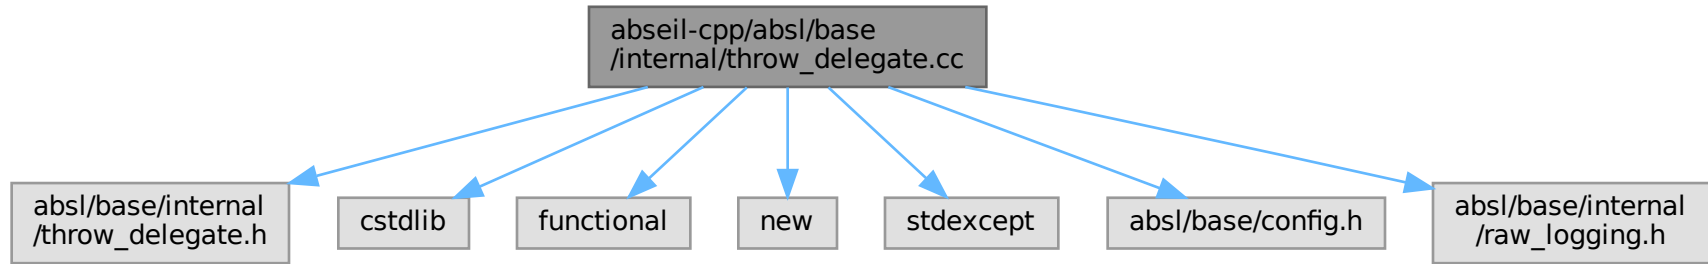 abseil-cpp/absl/base
/internal/throw_delegate.cc
absl/base/internal
/throw_delegate.h
cstdlib
functional
new
stdexcept
absl/base/config.h
absl/base/internal
/raw_logging.h